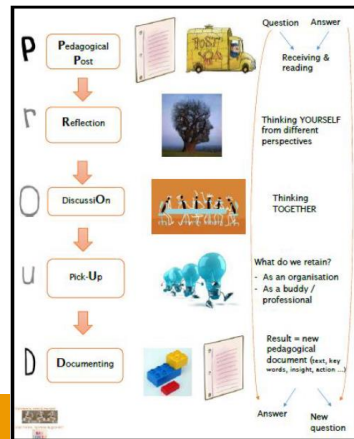 Question Answer
P Pedagogical
Post
Receiving &
reading
r Reflection
Thinking YOURSELF
from different
perspectives
O DiscussiOn
Thinking
TOGETHER
u Pick-Up
What do we retain?
- As an organisation
- As a buddy /
professional
D Documenting
Result = new
pedagogical
document (text, key
words, insight, action ...)
Answer New
question